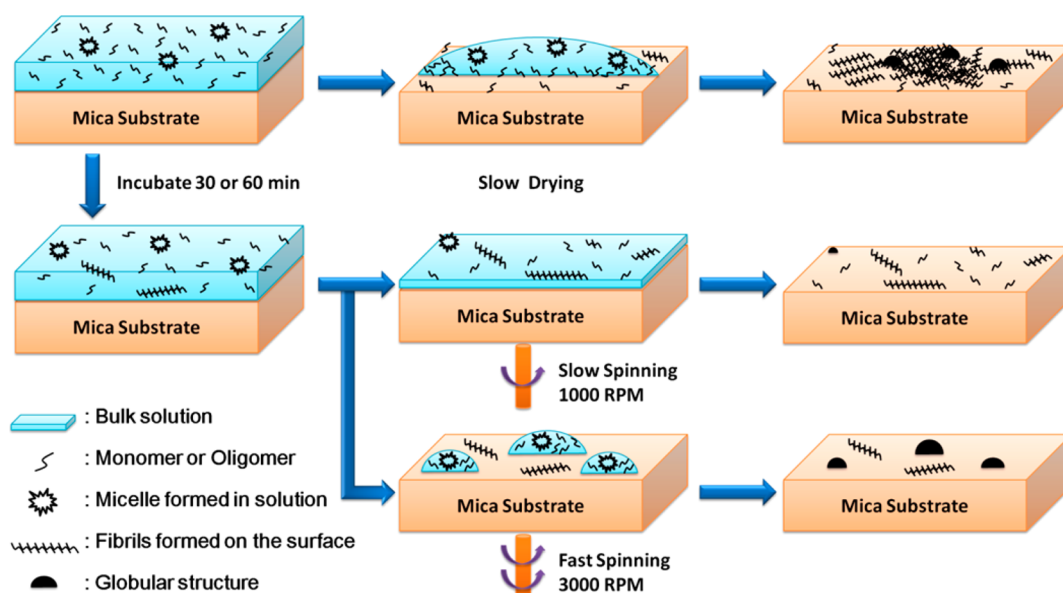 Mica Substrate
Mica Substrate
Mica Substrate
Incubate 30 or 60 min
Slow Drying
Mica Substrate
Mica Substrate
Mica Substrate
Slow Spinning
1000 RPM
: Bulk solution
: Monomer or Oligomer
: Micelle formed in solution
: Fibrils formed on the surface
: Globular structure
Mica Substrate
Mica Substrate
Fast Spinning
3000 RPM